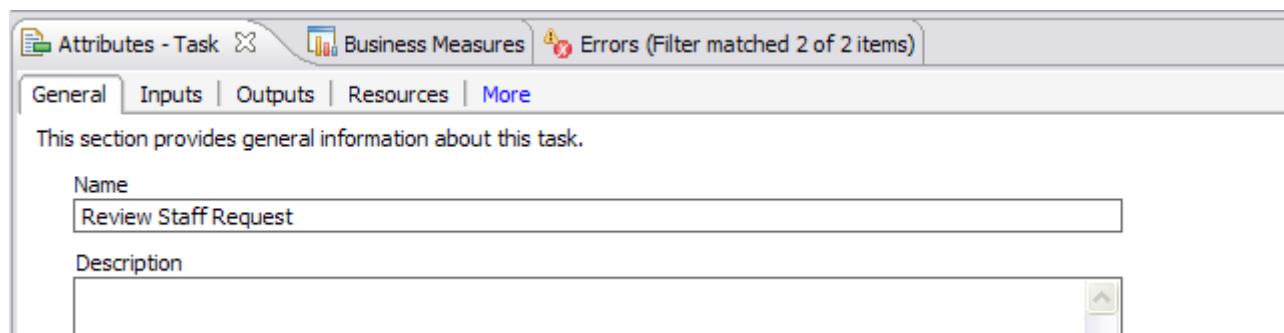 Attributes - Task Business Measures Errors (Filter matched 2 of 2 items)
General Inputs Outputs Resources More
This section provides general information about this task.
Name
Review Staff Request
Description